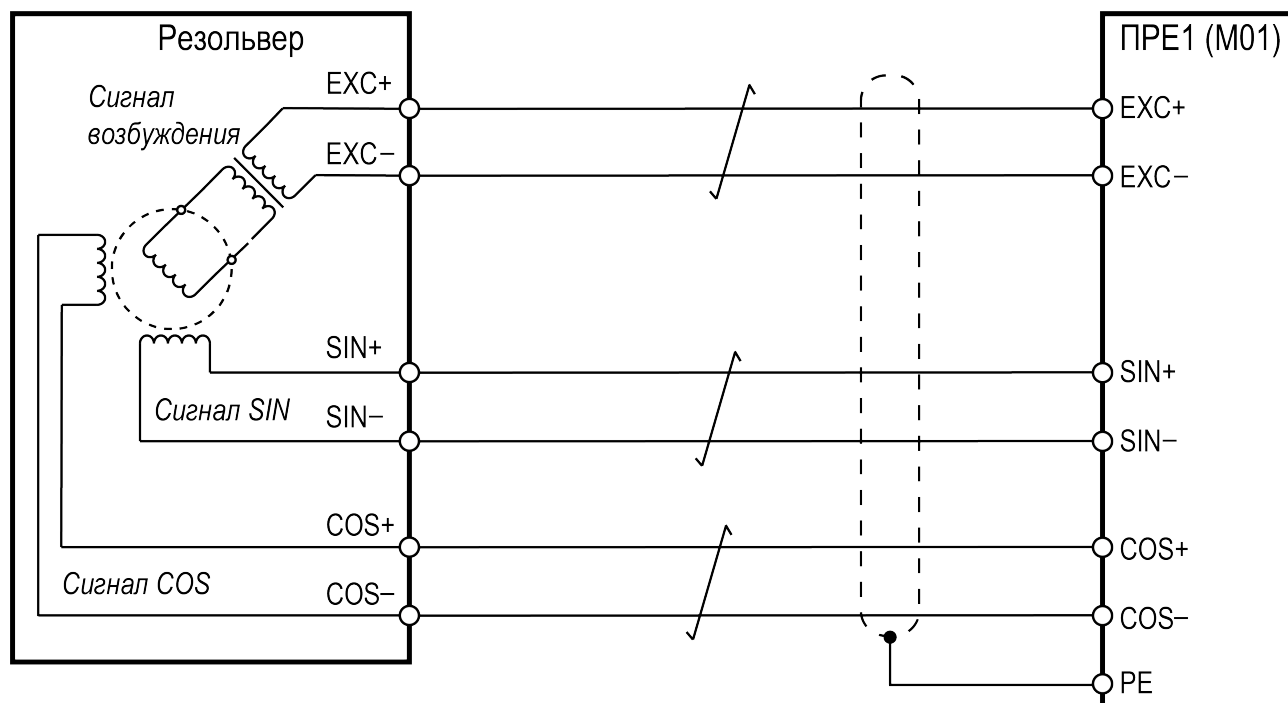 Резольвер
ПРЕ1 (М01)
Сигнал
возбуждения
EXC+
EXC–
SIN+
Сигнал SIN
SIN–
COS+
Сигнал COS
COS–
EXC+
EXC–
SIN+
SIN–
COS+
COS–
PE